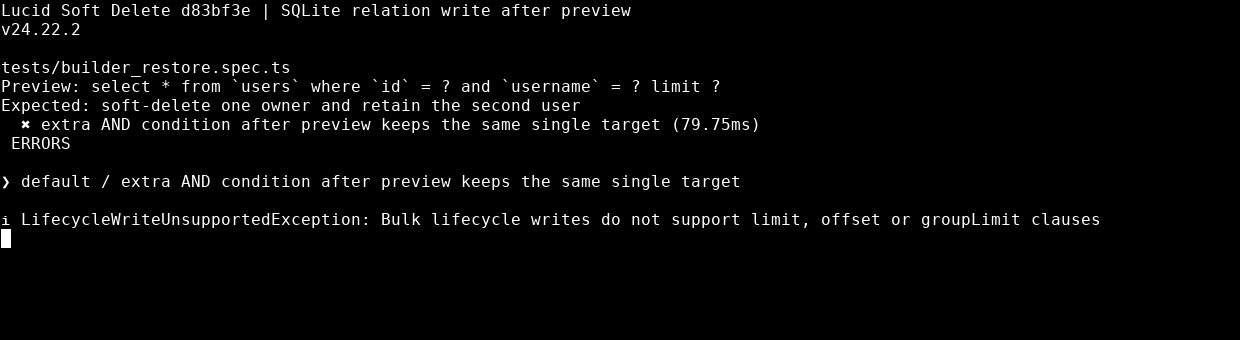 Lucid Soft Delete d83bf3e | SQLite relation write after preview
v24.22.2
tests/builder_restore.spec.ts
Preview: select * from `users` where `id` = ? and `username` = ? limit ?
Expected: soft-delete one owner and retain the second user
✖ extra AND condition after preview keeps the same single target (79.75ms)
ERRORS
❯ default / extra AND condition after preview keeps the same single target
ℹ LifecycleWriteUnsupportedException: Bulk lifecycle writes do not support limit, offset or groupLimit clauses